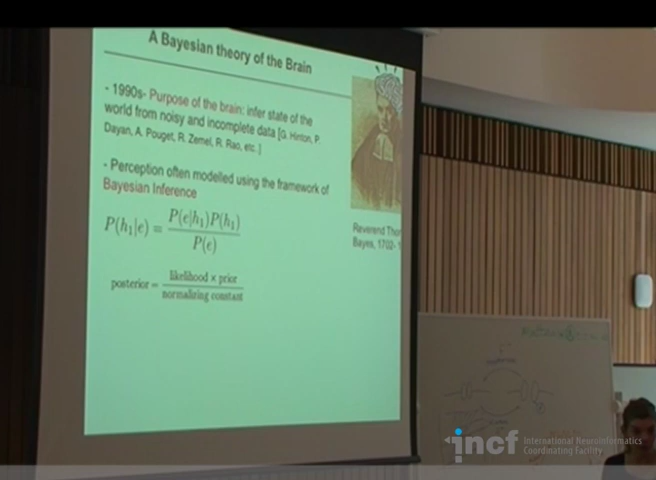 A Bayesian theory of the Brain
- 1990s- Purpose of the brain: infer state of the
world from noisy and incomplete data [G. Hinton, P.
Dayan, A. Pouget, R. Zemel, R. Rao, etc.]
- Perception often modelled using the framework of
Bayesian Inference
P(h₁|e) = P(e|h₁)P(h₁) / P(e)
posterior = likelihood × prior / normalizing constant
Reverend Thom
Bayes, 1702-
incf International Neuroinformatics
Coordinating Facility